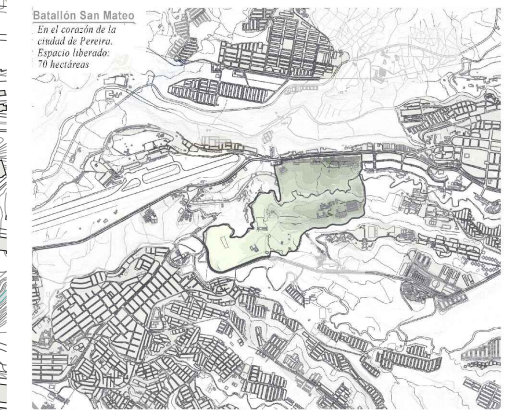 Batallón San Mateo
En el corazón de la
ciudad de Pereira.
Espacio liberado:
70 hectáreas